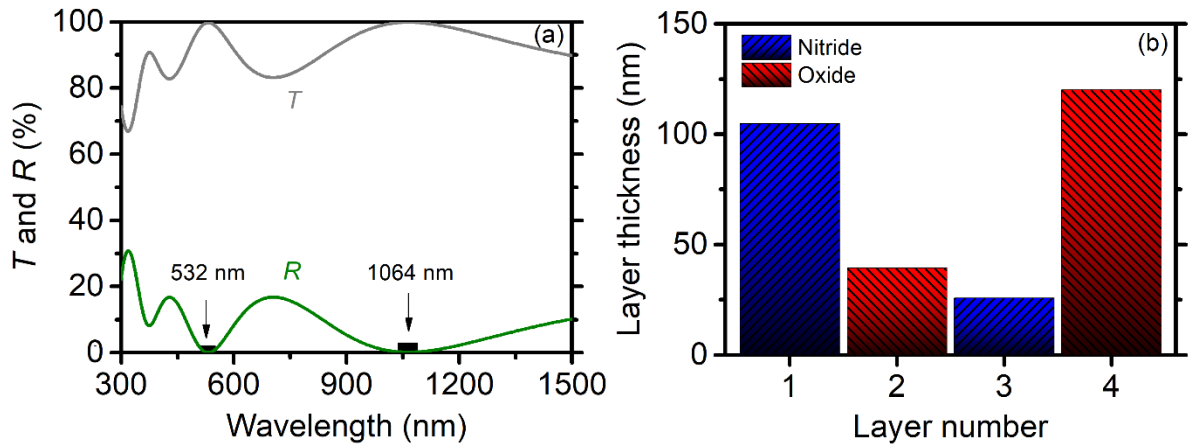 (a)
T and R (%)
100
80
60
40
20
0
T
R
532 nm
1064 nm
300
600
900
1200
1500
Wavelength (nm)
(b)
Nitride
Oxide
Layer thickness (nm)
150
100
50
0
1
2
3
4
Layer number